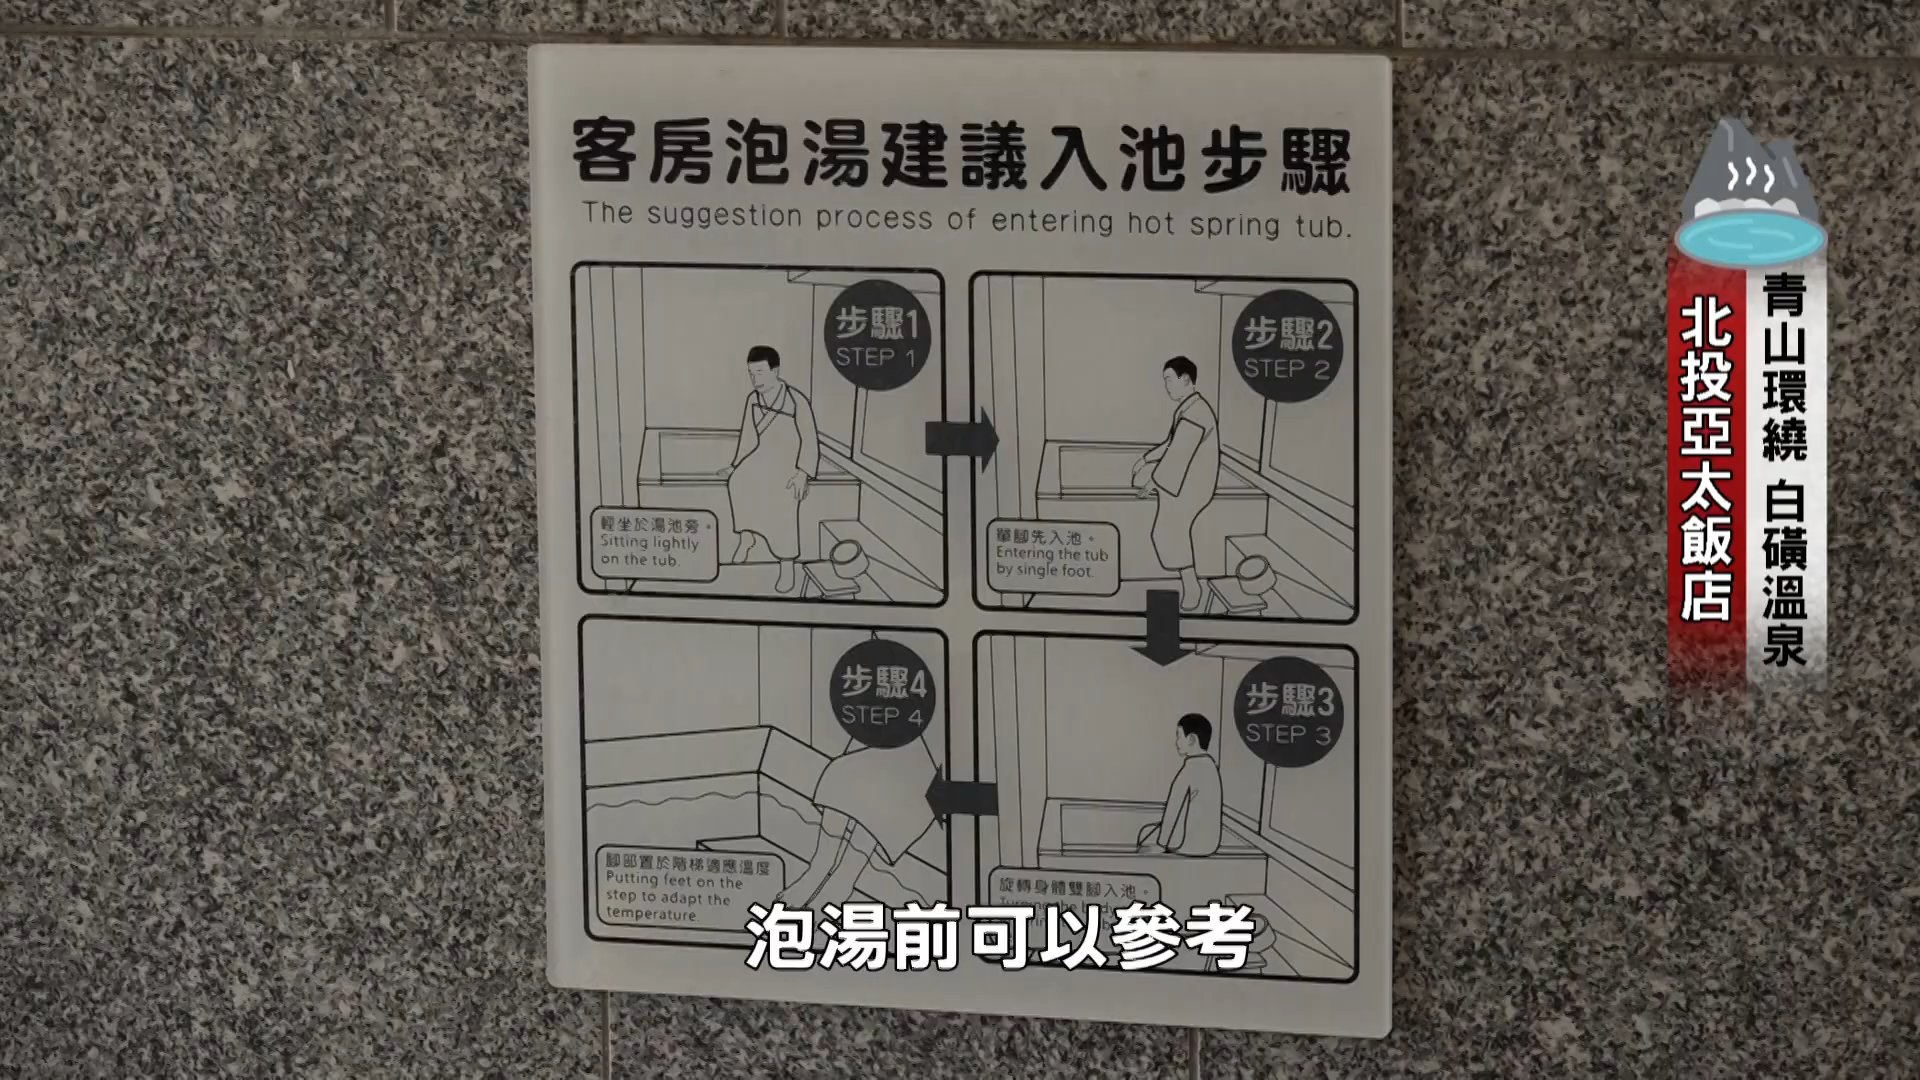 客房泡湯建議入池步驟
The suggestion process of entering hot spring tub.
步驟1
STEP 1
輕坐於湯池旁。
Sitting lightly
on the tub.
步驟2
STEP 2
單腳先入池。
Entering the tub
by single foot.
步驟3
STEP 3
旋轉身體雙腳入池。
Turning the body
步驟4
STEP 4
腳部置於階梯適應溫度
Putting feet on the
step to adapt the
temperature.
泡湯前可以參考
青山環繞 白磺溫泉
北投亞太飯店